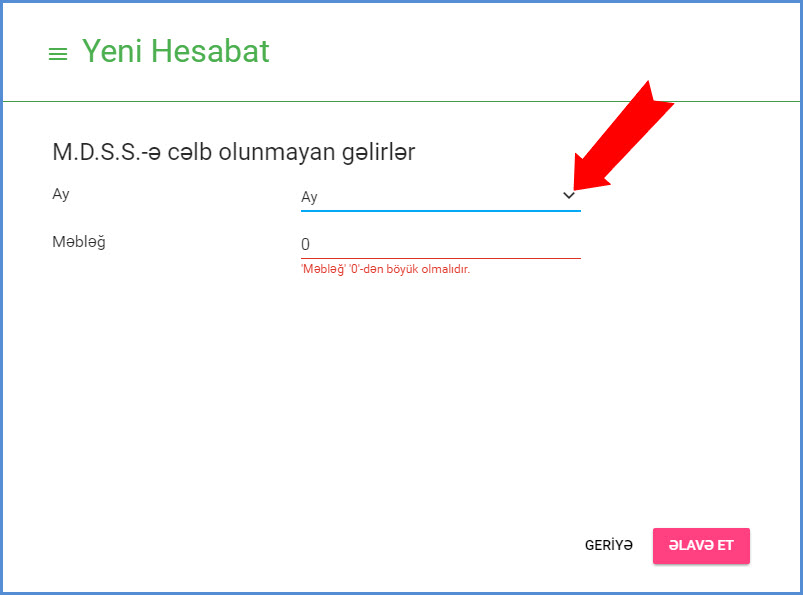 Yeni Hesabat
M.D.S.S.-ə cəlb olunmayan gəlirlər
Ay
Ay
Məbləğ
0
'Məbləğ' '0'-dən böyük olmalıdır.
GERİYƏ
ƏLAVƏ ET